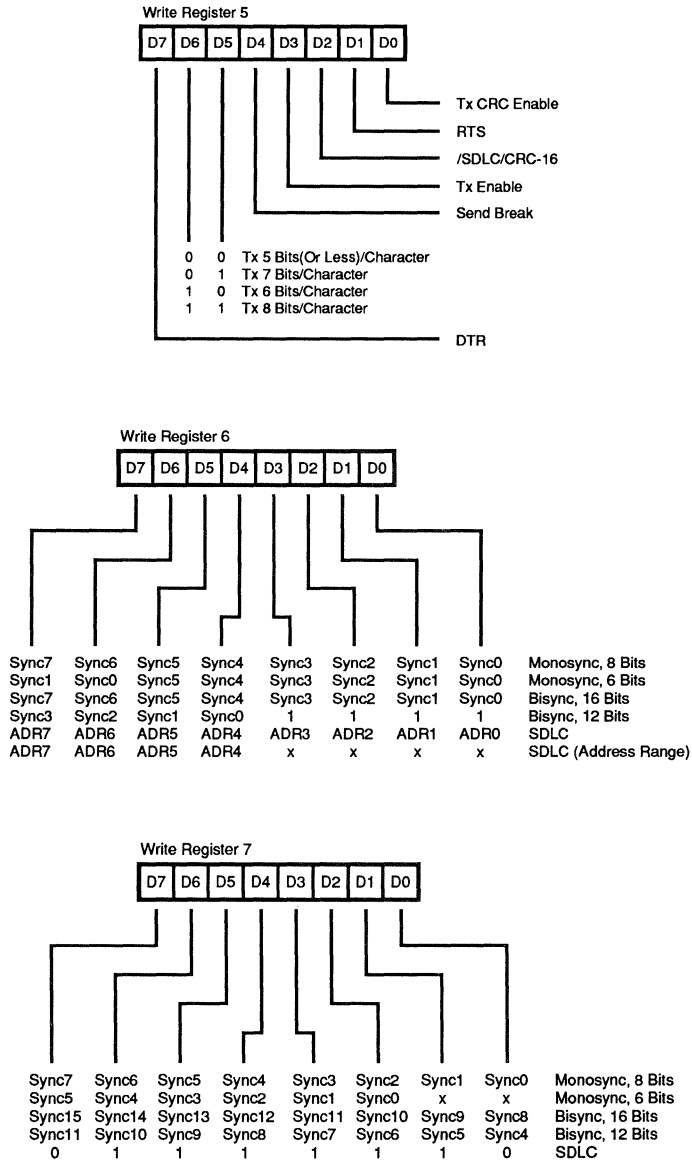 Write Register 5
D7 D6 D5 D4 D3 D2 D1 D0
Tx CRC Enable
RTS
/SDLC/CRC-16
Tx Enable
Send Break
0 0 Tx 5 Bits(Or Less)/Character
0 1 Tx 7 Bits/Character
1 0 Tx 6 Bits/Character
1 1 Tx 8 Bits/Character
DTR
Write Register 6
D7 D6 D5 D4 D3 D2 D1 D0
Sync7 Sync6 Sync5 Sync4 Sync3 Sync2 Sync1 Sync0 Monosync, 8 Bits
Sync1 Sync0 Sync5 Sync4 Sync3 Sync2 Sync1 Sync0 Monosync, 6 Bits
Sync7 Sync6 Sync5 Sync4 Sync3 Sync2 Sync1 Sync0 Bisync, 16 Bits
Sync3 Sync2 Sync1 Sync0 1 1 1 1 Bisync, 12 Bits
ADR7 ADR6 ADR5 ADR4 ADR3 ADR2 ADR1 ADR0 SDLC
ADR7 ADR6 ADR5 ADR4 x x x x SDLC (Address Range)
Write Register 7
D7 D6 D5 D4 D3 D2 D1 D0
Sync7 Sync6 Sync5 Sync4 Sync3 Sync2 Sync1 Sync0 Monosync, 8 Bits
Sync5 Sync4 Sync3 Sync2 Sync1 Sync0 x x Monosync, 6 Bits
Sync15 Sync14 Sync13 Sync12 Sync11 Sync10 Sync9 Sync8 Bisync, 16 Bits
Sync11 Sync10 Sync9 Sync8 Sync7 Sync6 Sync5 Sync4 Bisync, 12 Bits
0 1 1 1 1 1 1 0 SDLC